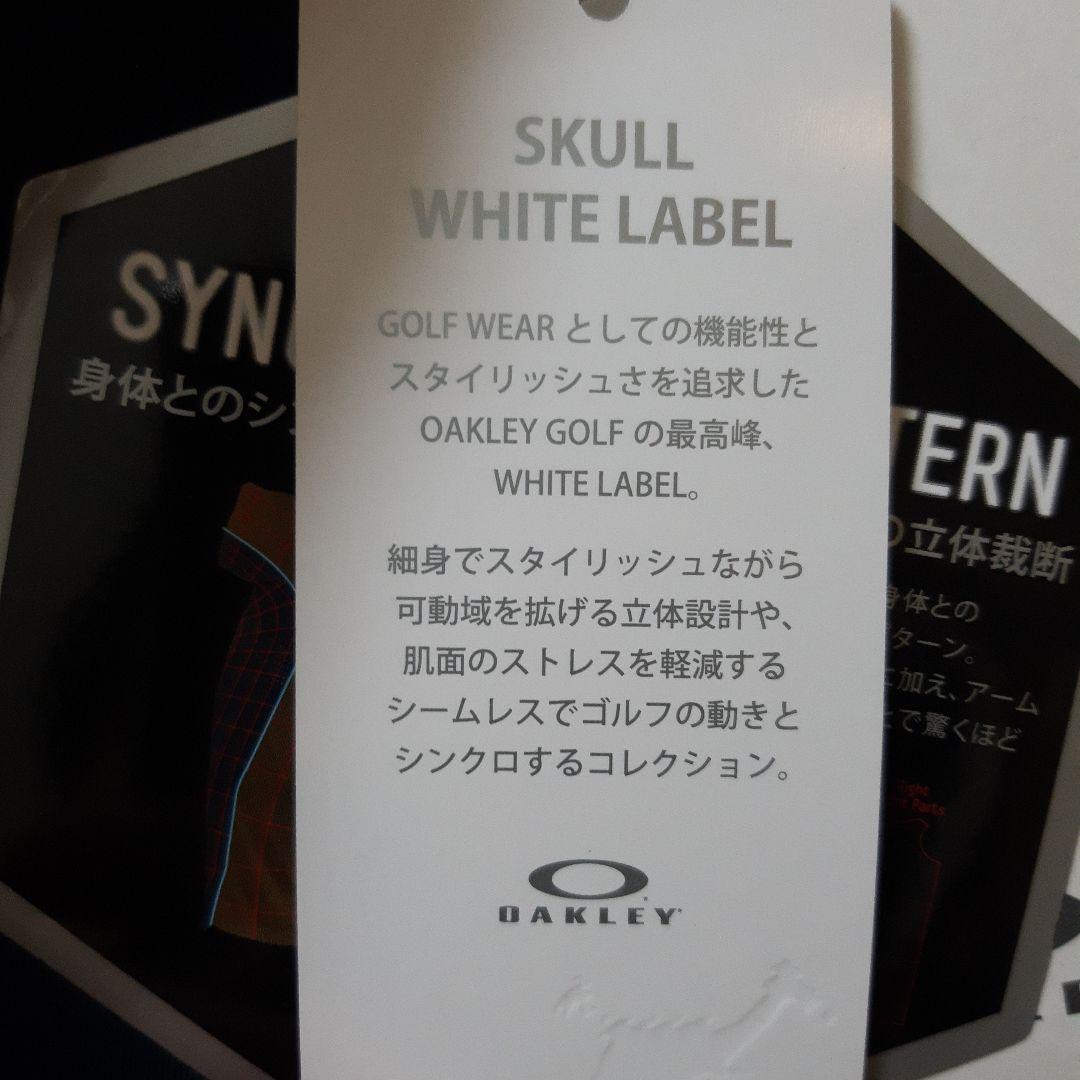 SKULL
WHITE LABEL
GOLF WEAR としての機能性と
スタイリッシュさを追求した
OAKLEY GOLF の最高峰、
WHITE LABEL。
細身でスタイリッシュながら
可動域を拡げる立体設計や、
肌面のストレスを軽減する
シームレスでゴルフの動きと
シンクロするコレクション。
OAKLEY
SYN
身体とのシン
TERN
の立体裁断
身体との
ターン。
に加え、アーム
とで驚くほど
ight
Parts